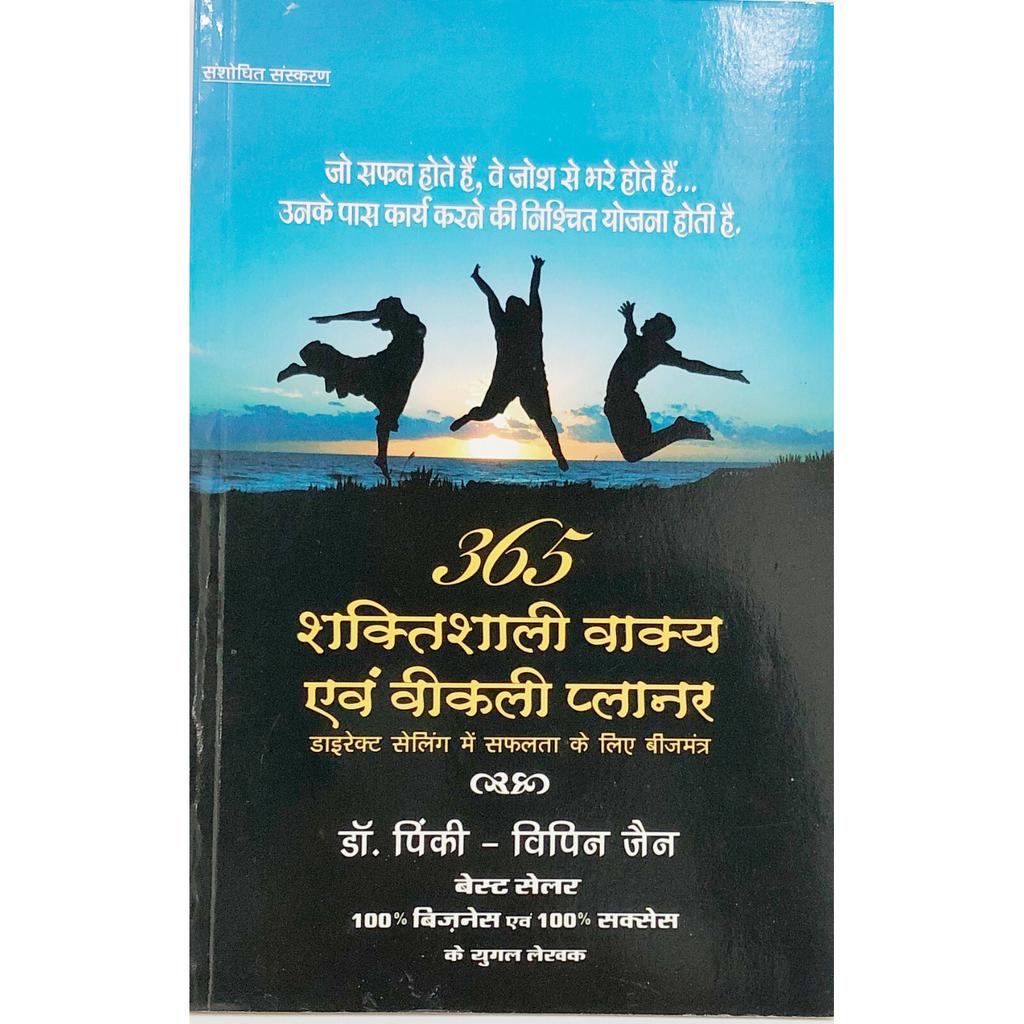 संशोधित संस्करण
जो सफल होते हैं, वे जोश से भरे होते हैं...
उनके पास कार्य करने की निश्चित योजना होती है.
365
शक्तिशाली वाक्य
एवं वीकली प्लानर
डाइरेक्ट सेलिंग में सफलता के लिए बीजमंत्र
डॉ. पिंकी - विपिन जैन
बेस्ट सेलर
100% बिज़नेस एवं 100% सक्सेस
के युगल लेखक